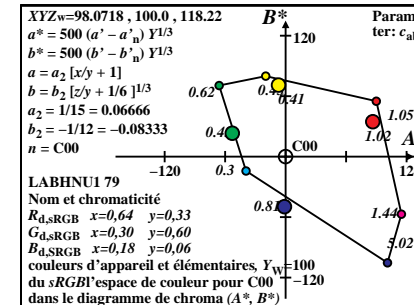 XYZw=98.0718 , 100.0 , 118.22
a* = 500 (a' - a'n) Y1/3
b* = 500 (b' - b'n) Y1/3
a = a2 [x/y + 1]
b = b2 [z/y + 1/6 ]1/3
a2 = 1/15 = 0.06666
b2 = −1/12 = −0.08333
n = C00
B*
Param
ter: cab
120
0.62
0.41
1.05
1.02
A
C00
−120
0.3
12
LABHNU1 79
Nom et chromaticité
Rd,sRGB x=0,64 y=0,33
Gd,sRGB x=0,30 y=0,60
Bd,sRGB x=0,18 y=0,06
0.81
1.44
5.02
couleurs d'appareil et élémentaires, YW=100
−120
du sRGBl'espace de couleur pour C00
dans le diagramme de chroma (A*, B*)